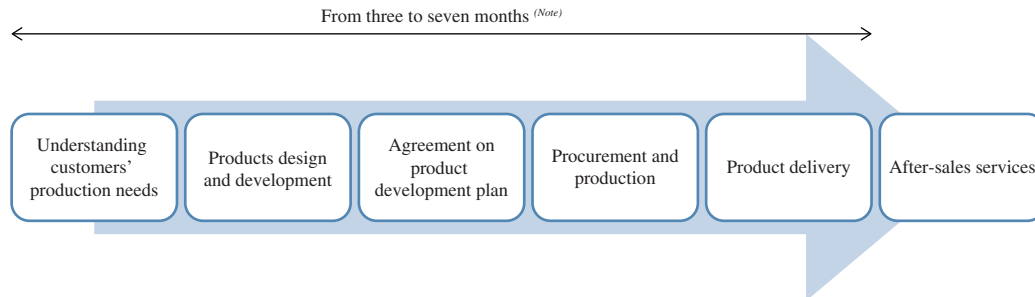 From three to seven months (Note)
Understanding
customers’
production needs
Products design
and development
Agreement on
product
development plan
Procurement and
production
Product delivery
After-sales services